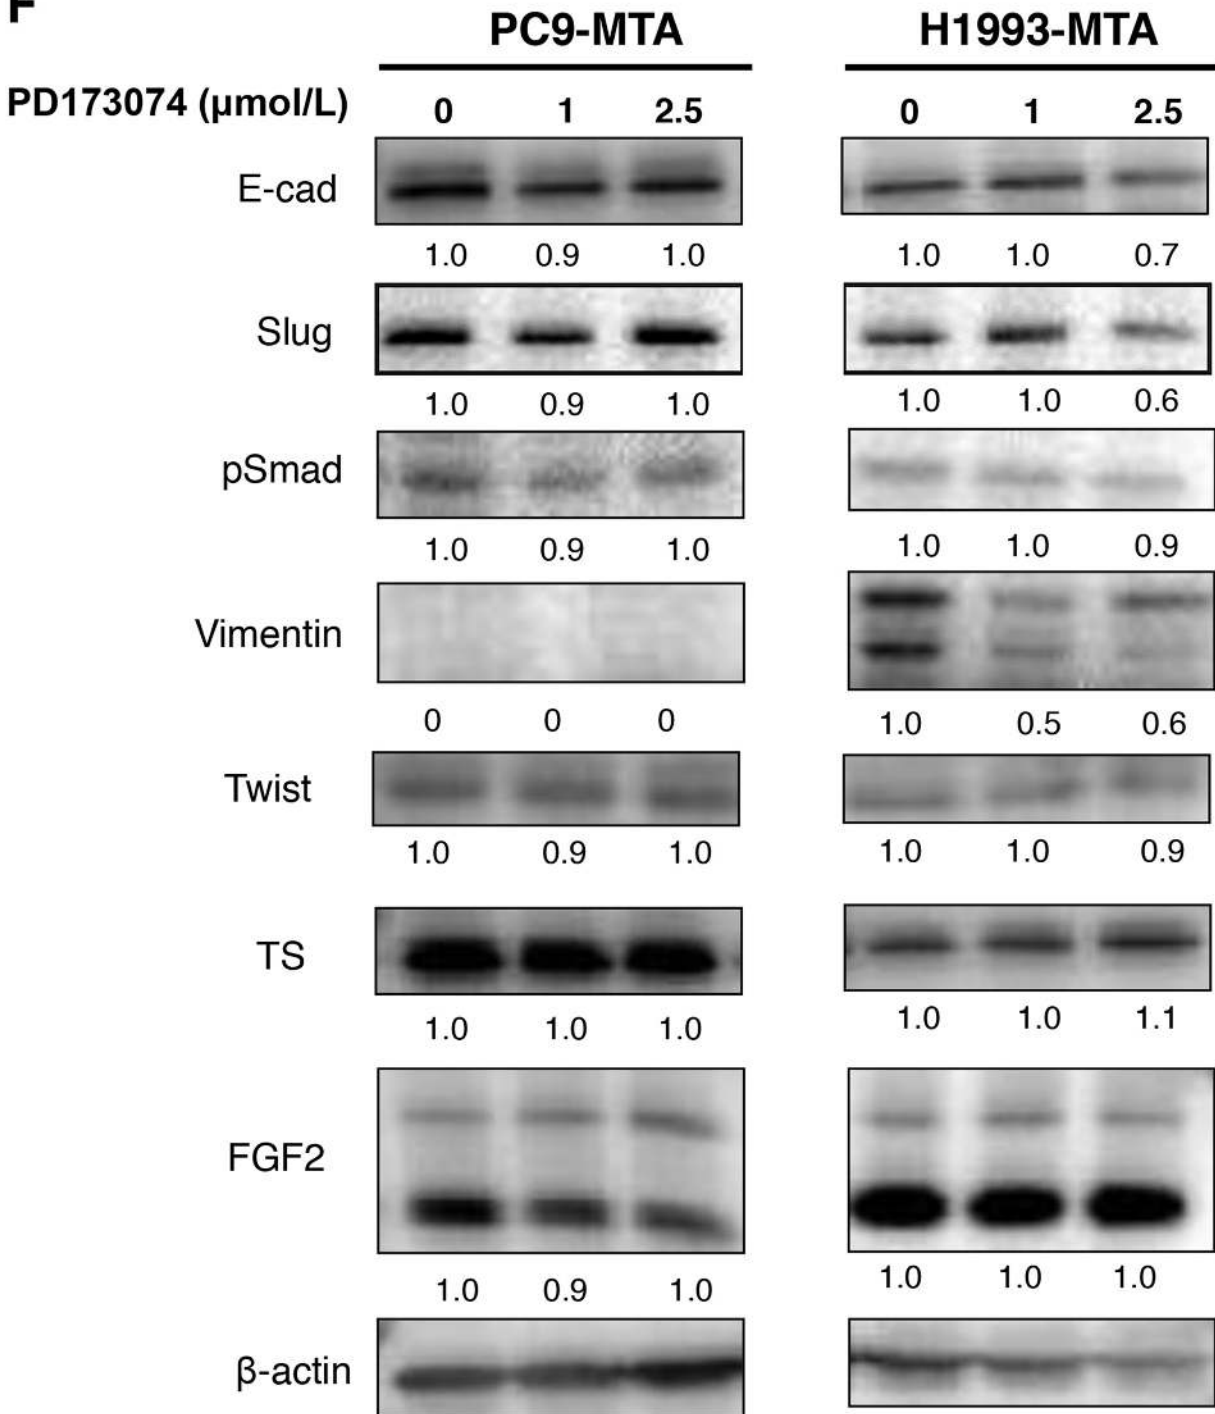 F
PC9-MTA H1993-MTA
PD173074 (µmol/L) 0 1 2.5 0 1 2.5
E-cad
1.0 0.9 1.0 1.0 1.0 0.7
Slug
1.0 0.9 1.0 1.0 1.0 0.6
pSmad
1.0 0.9 1.0 1.0 1.0 0.9
Vimentin
0 0 0 1.0 0.5 0.6
Twist
1.0 0.9 1.0 1.0 1.0 0.9
TS
1.0 1.0 1.0 1.0 1.0 1.1
FGF2
1.0 0.9 1.0 1.0 1.0 1.0
β-actin